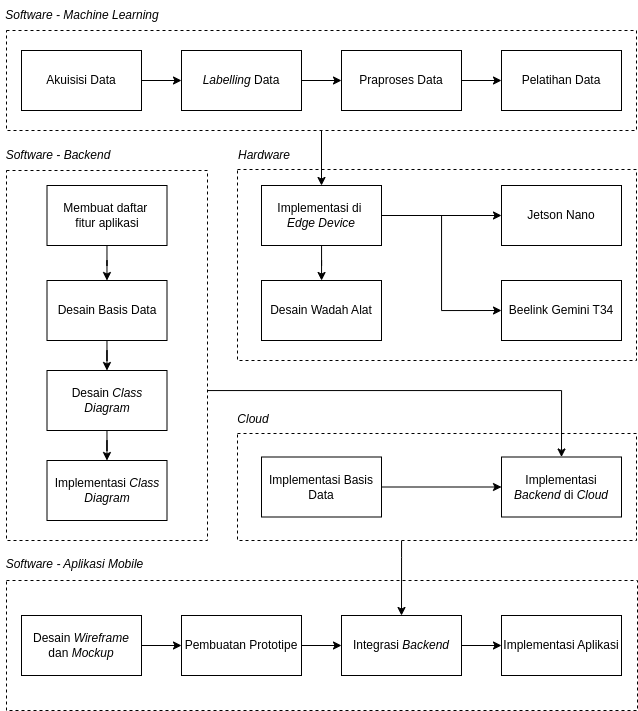 Software - Machine Learning
Akuisisi Data
Labelling Data
Praproses Data
Pelatihan Data
Software - Backend
Membuat daftar
fitur aplikasi
Desain Basis Data
Desain Class
Diagram
Implementasi Class
Diagram
Hardware
Implementasi di
Edge Device
Jetson Nano
Desain Wadah Alat
Beelink Gemini T34
Cloud
Implementasi Basis
Data
Implementasi
Backend di Cloud
Software - Aplikasi Mobile
Desain Wireframe
dan Mockup
Pembuatan Prototipe
Integrasi Backend
Implementasi Aplikasi